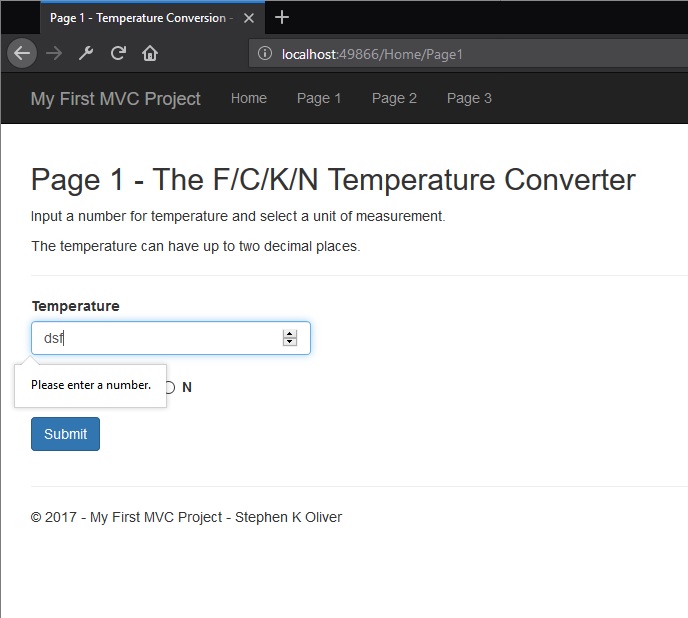 Page 1 - Temperature Conversion -
localhost:49866/Home/Page1
My First MVC Project Home Page 1 Page 2 Page 3
Page 1 - The F/C/K/N Temperature Converter
Input a number for temperature and select a unit of measurement.
The temperature can have up to two decimal places.
Temperature
dsf
Please enter a number. N
Submit
© 2017 - My First MVC Project - Stephen K Oliver